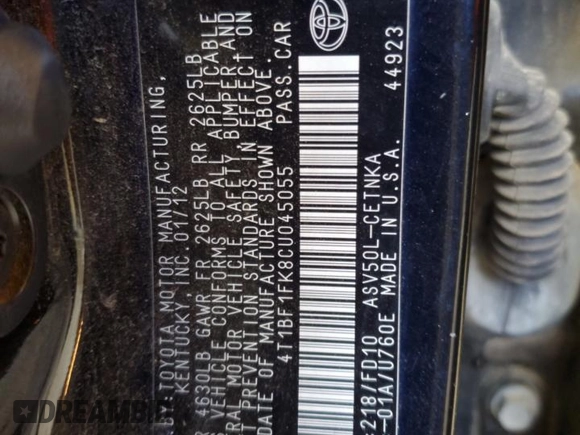 TOYOTA MOTOR MANUFACTURING,
KENTUCKY, INC. 01/12
4630LB GAWR FR 2625LB RR 2625LB
VEHICLE CONFORMS TO ALL APPLICABLE
MOTOR VEHICLE SAFETY, BUMPER, AND
PREVENTION STANDARDS IN EFFECT ON
DATE OF MANUFACTURE SHOWN ABOVE.
4T1BF1FK8CU045055 PASS. CAR
218/FD10 ASV50L-CETNKA
-01A/U760E MADE IN U.S.A. 44923
DREAMBID